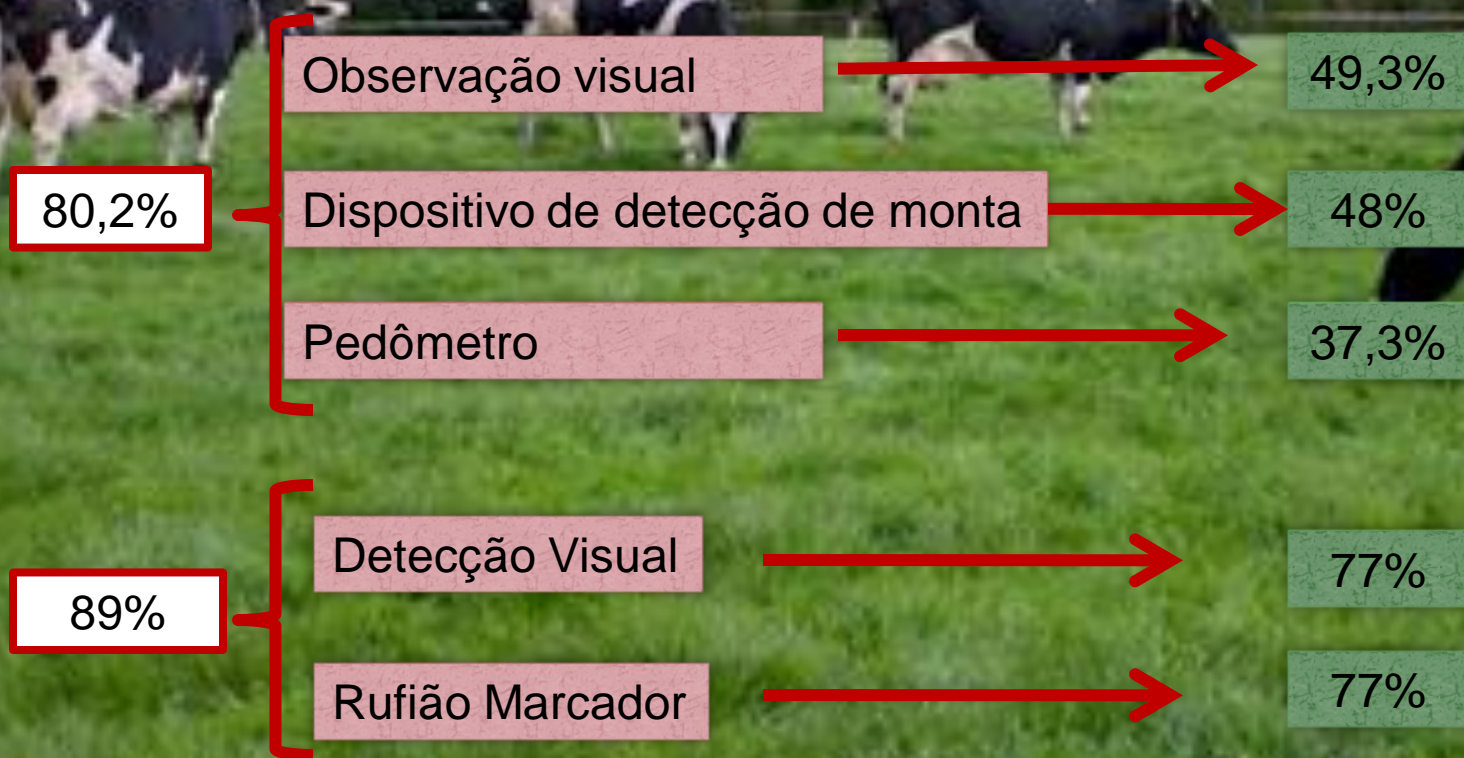 Observação visual
49,3%
80,2%
Dispositivo de detecção de monta
48%
Pedômetro
37,3%
Detecção Visual
77%
89%
Rufião Marcador
77%